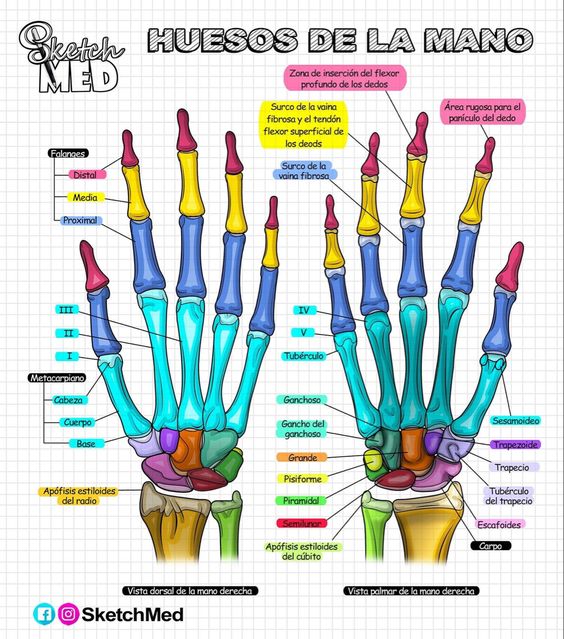 Sketch
MED
HUESOS DE LA MANO
Zona de inserción del flexor
profundo de los dedos
Surco de la vaina
fibrosa y el tendón
flexor superficial de
los deods
Área rugosa para el
panículo del dedo
Surco de la
vaina fibrosa
Falanges
Distal
Media
Proximal
III
II
I
Metacarpiano
Cabeza
Cuerpo
Base
Apófisis estiloides
del radio
IV
V
Tubérculo
Ganchoso
Gancho del
ganchoso
Grande
Pisiforme
Piramidal
Semilunar
Apófisis estiloides
del cúbito
Sesamoideo
Trapezoide
Trapecio
Tubérculo
del trapecio
Escafoides
Carpo
Vista dorsal de la mano derecha
Vista palmar de la mano derecha
SketchMed